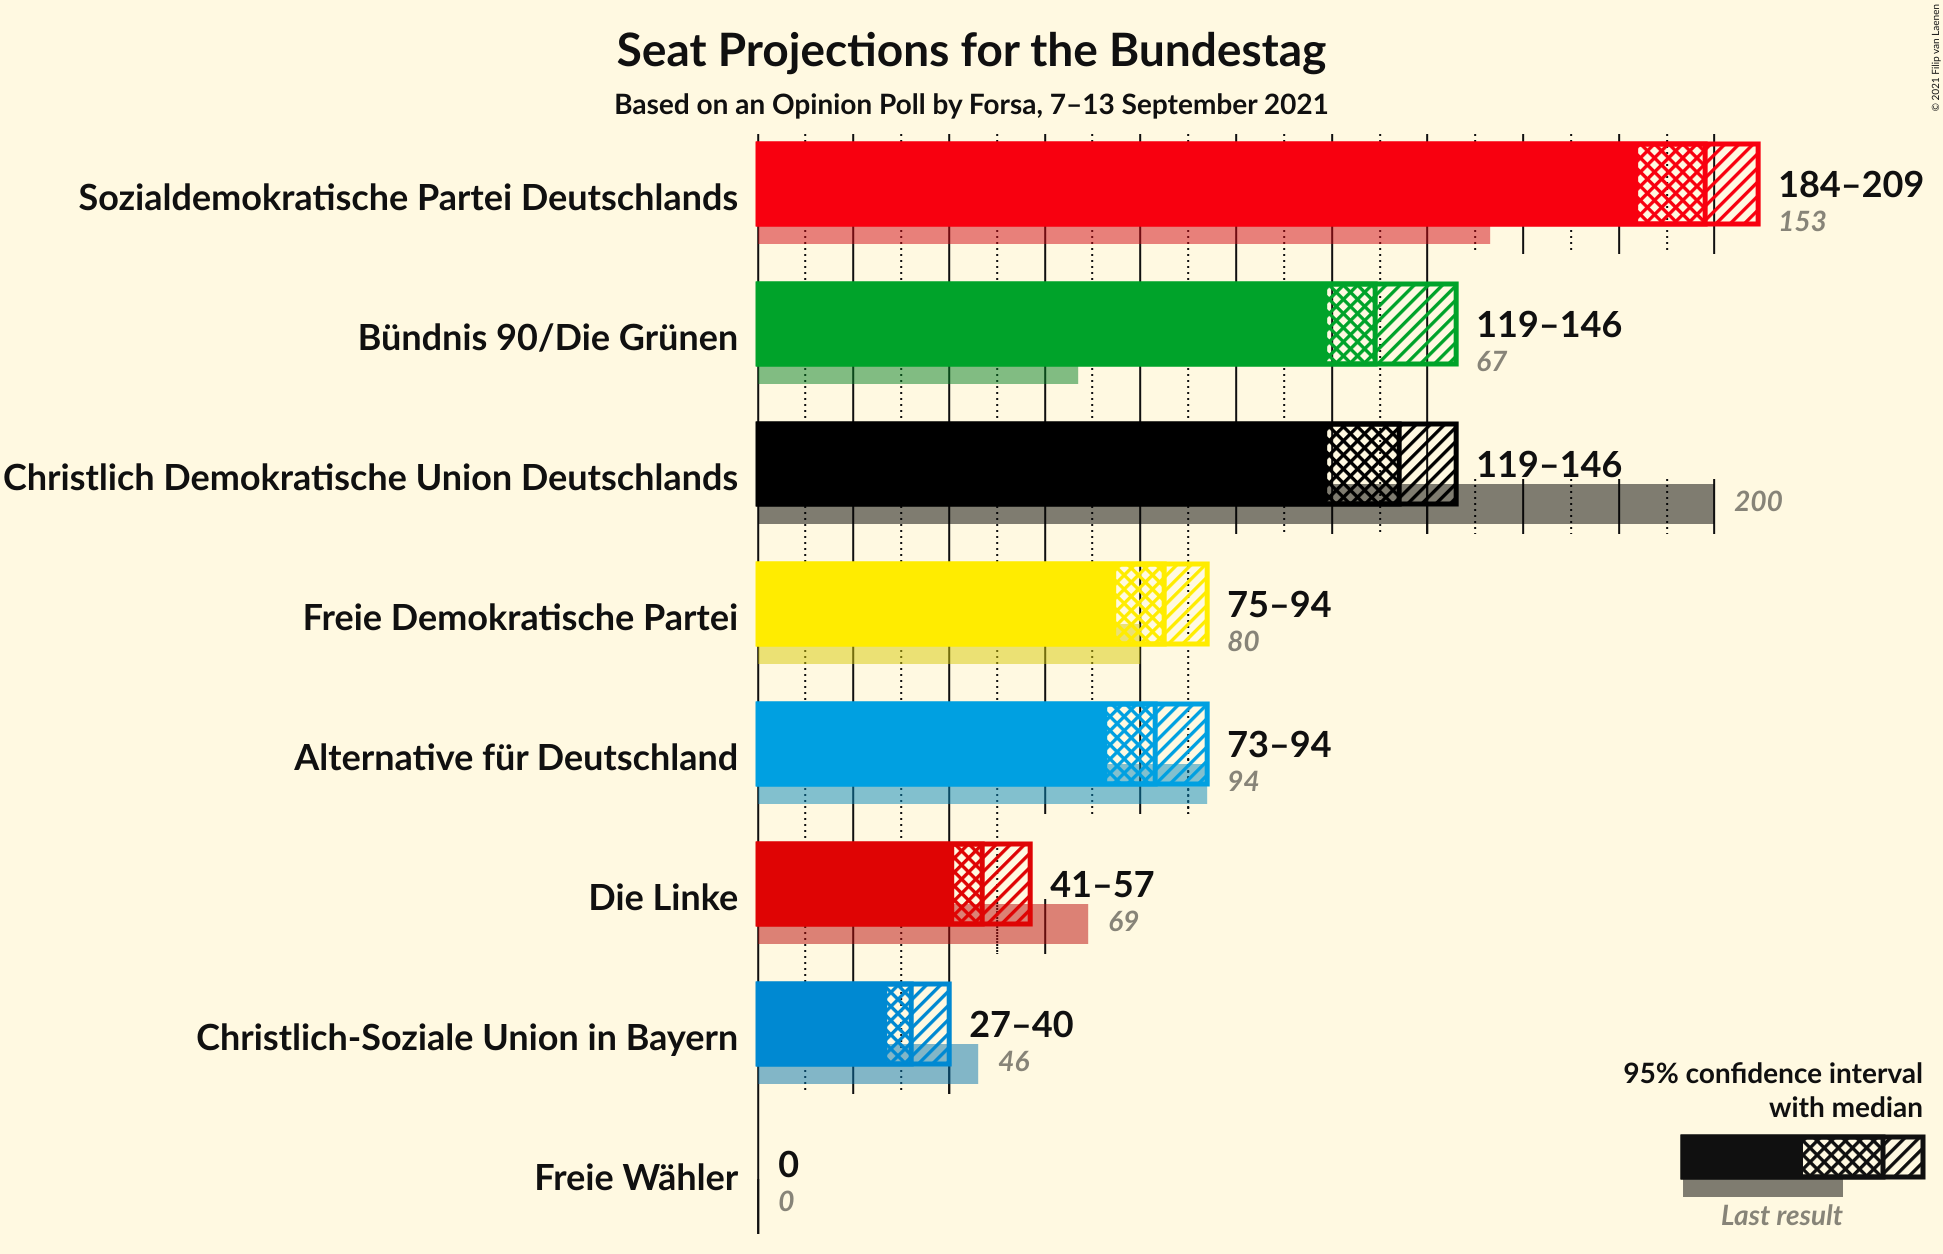 Seat Projections for the Bundestag
Based on an Opinion Poll by Forsa, 7–13 September 2021
© 2021 Filip van Laenen
Sozialdemokratische Partei Deutschlands
184–209
153
Bündnis 90/Die Grünen
119–146
67
Christlich Demokratische Union Deutschlands
119–146
200
Freie Demokratische Partei
75–94
80
Alternative für Deutschland
73–94
94
Die Linke
41–57
69
Christlich-Soziale Union in Bayern
27–40
46
Freie Wähler
0
0
95% confidence interval
with median
Last result